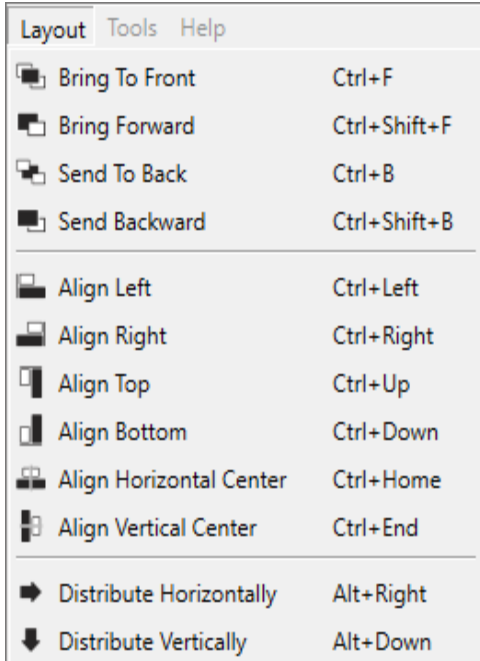 Layout Tools Help
Bring To Front Ctrl+F
Bring Forward Ctrl+Shift+F
Send To Back Ctrl+B
Send Backward Ctrl+Shift+B
Align Left Ctrl+Left
Align Right Ctrl+Right
Align Top Ctrl+Up
Align Bottom Ctrl+Down
Align Horizontal Center Ctrl+Home
Align Vertical Center Ctrl+End
Distribute Horizontally Alt+Right
Distribute Vertically Alt+Down